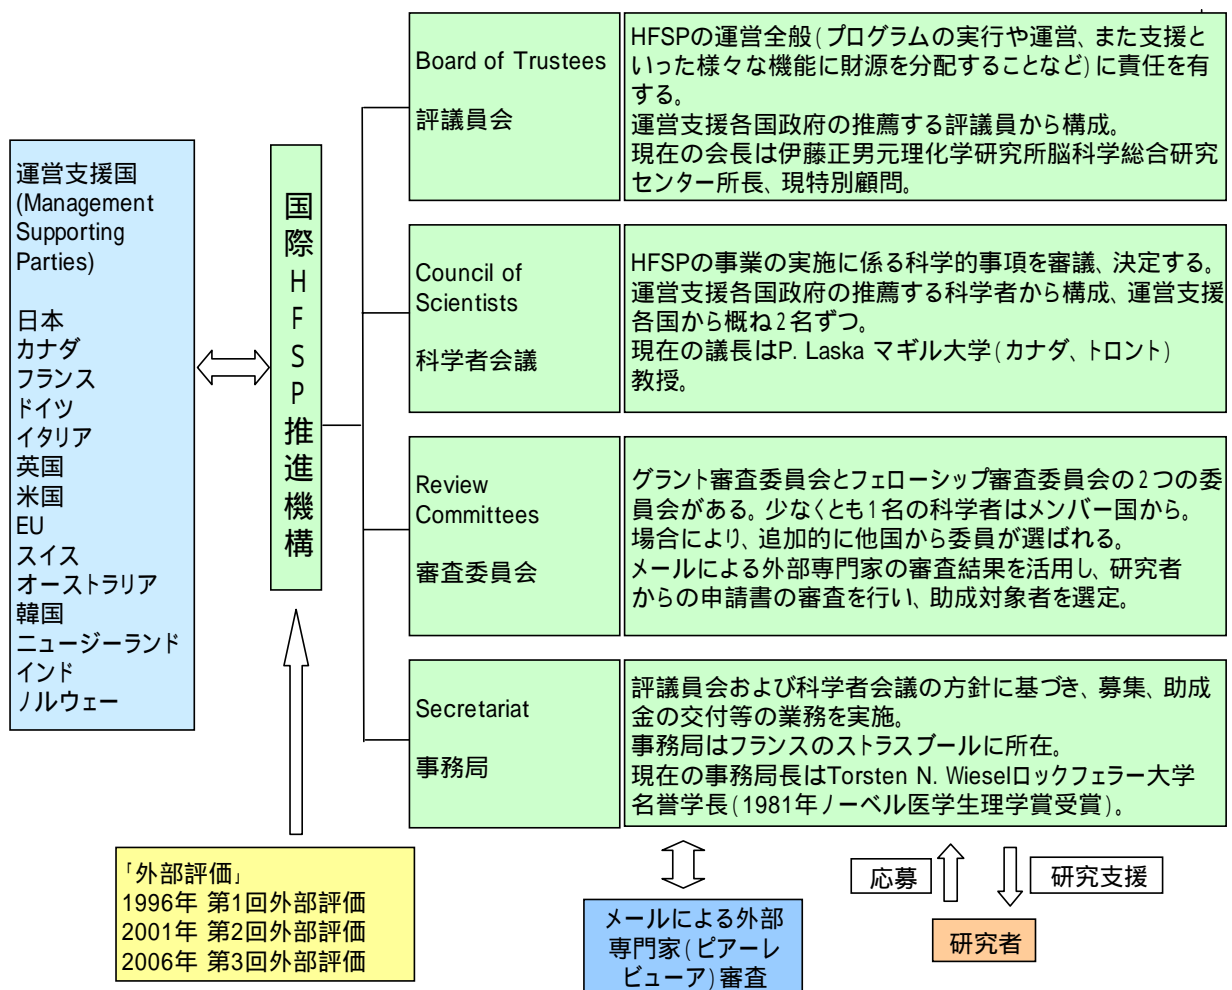 運営支援国
(Management
Supporting
Parties)
日本
カナダ
フランス
ドイツ
イタリア
英国
米国
EU
スイス
オーストラリア
韓国
ニュージーランド
インド
ノルウェー
国際HFSP推進機構
Board of Trustees
評議員会
HFSPの運営全般(プログラムの実行や運営、また支援と
いった様々な機能に財源を分配することなど)に責任を有
する。
運営支援各国政府の推薦する評議員から構成。
現在の会長は伊藤正男元理化学研究所脳科学総合研究
センター所長、現特別顧問。
Council of
Scientists
科学者会議
HFSPの事業の実施に係る科学的事項を審議、決定する。
運営支援各国政府の推薦する科学者から構成、運営支援
各国から概ね2名ずつ。
現在の議長はP. Laska マギル大学(カナダ、トロント)
教授。
Review
Committees
審査委員会
グラント審査委員会とフェローシップ審査委員会の2つの委
員会がある。少なくとも1名の科学者はメンバー国から。
場合により、追加的に他国から委員が選ばれる。
メールによる外部専門家の審査結果を活用し、研究者
からの申請書の審査を行い、助成対象者を選定。
Secretariat
事務局
評議員会および科学者会議の方針に基づき、募集、助成
金の交付等の業務を実施。
事務局はフランスのストラスブールに所在。
現在の事務局長はTorsten N. Wieselロックフェラー大学
名誉学長(1981年ノーベル医学生理学賞受賞)。
「外部評価」
1996年 第1回外部評価
2001年 第2回外部評価
2006年 第3回外部評価
メールによる外部
専門家(ピアーレ
ビューア)審査
応募
研究支援
研究者